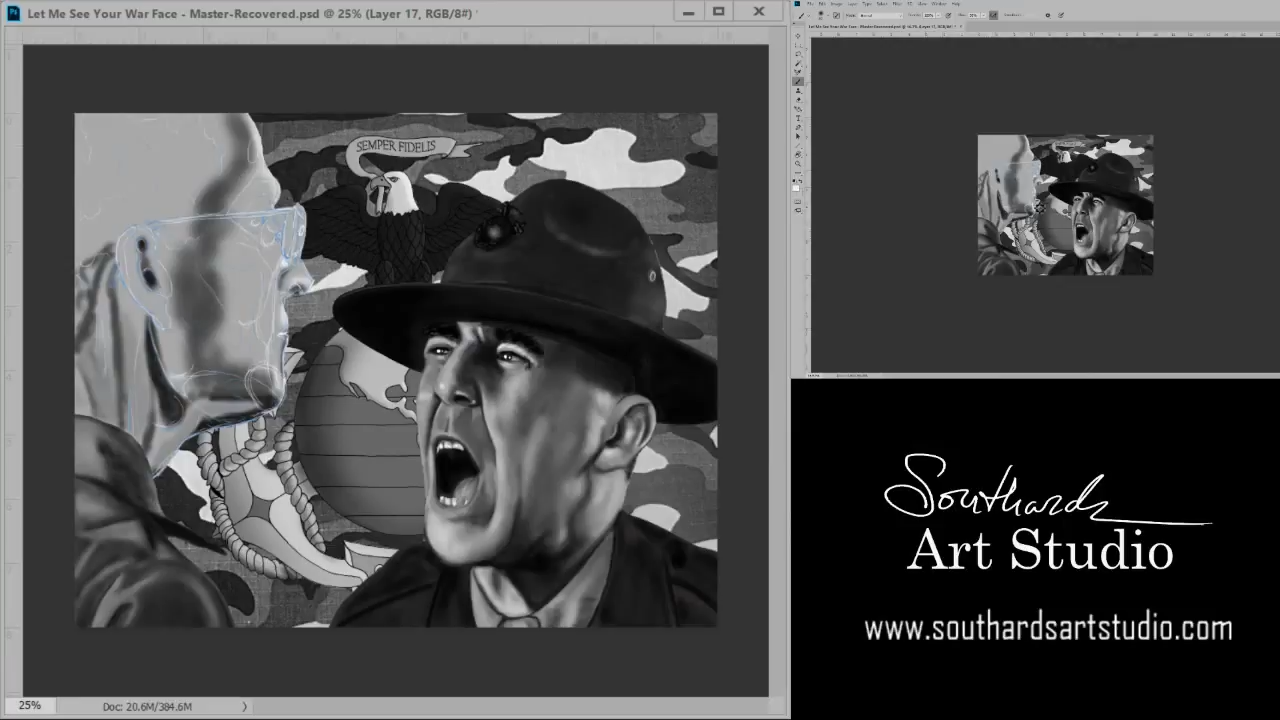 Let Me See Your War Face - Master-Recovered.psd @ 25% (Layer 17, RGB/8#) *
SEMPER FIDELIS
25%
Doc: 20.6M/384.6M
Southards
Art Studio
www.southardsartstudio.com